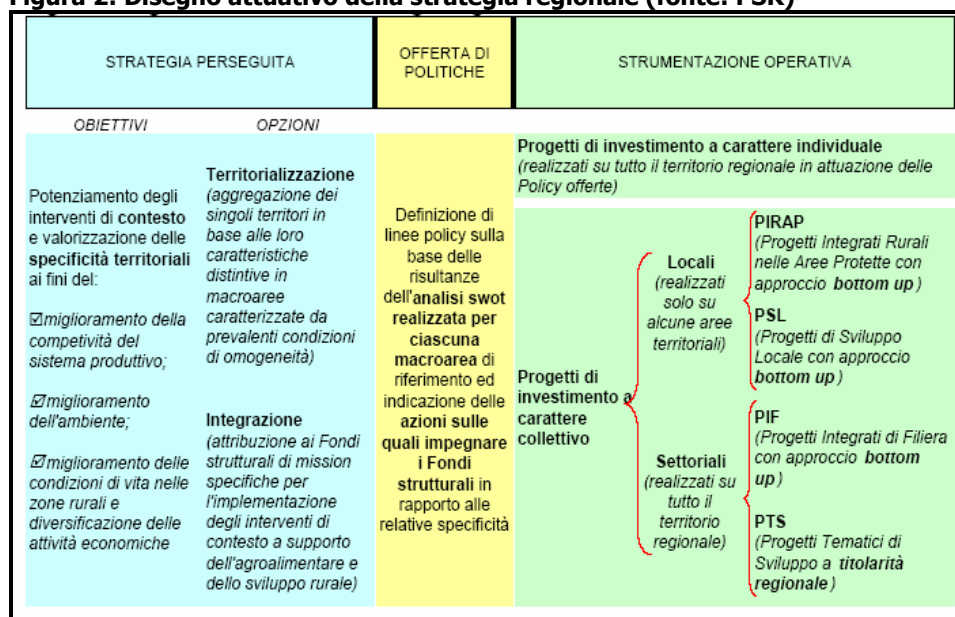 Figura 2: Disegno attuativo della strategia regionale (fonte: PSR)
STRATEGIA PERSEGUITA
OFFERTA DI
POLITICHE
STRUMENTAZIONE OPERATIVA
OBIETTIVI
OPZIONI
Potenziamento degli
interventi di contesto
e valorizzazione delle
specificità territoriali
ai fini del:
☑miglioramento della
competività del
sistema produttivo;
☑miglioramento
dell'ambiente;
☑miglioramento delle
condizioni di vita nelle
zone rurali e
diversificazione delle
attività economiche
Territorializzazione
(aggregazione dei
singoli territori in
base alle loro
caratteristiche
distintive in
macroaree
caratterizzate da
prevalenti condizioni
di omogeneità)
Integrazione
(attribuzione ai Fondi
strutturali di mission
specifiche per
l'implementazione
degli interventi di
contesto a supporto
dell'agroalimentare e
dello sviluppo rurale)
Definizione di
linee policy sulla
base delle
risultanze
dell'analisi swot
realizzata per
ciascuna
macroarea di
riferimento ed
indicazione delle
azioni sulle
quali impegnare
i Fondi
strutturali in
rapporto alle
relative specificità
Progetti di investimento a carattere individuale
(realizzati su tutto il territorio regionale in attuazione delle
Policy offerte)
Progetti di
investimento a
carattere
collettivo
Locali
(realizzati
solo su
alcune aree
territoriali)
Settoriali
(realizzati su
tutto il
territorio
regionale)
PIRAP
(Progetti Integrati Rurali
nelle Aree Protette con
approccio bottom up)
PSL
(Progetti di Sviluppo
Locale con approccio
bottom up)
PIF
(Progetti Integrati di Filiera
con approccio bottom
up)
PTS
(Progetti Tematici di
Sviluppo a titolarità
regionale)